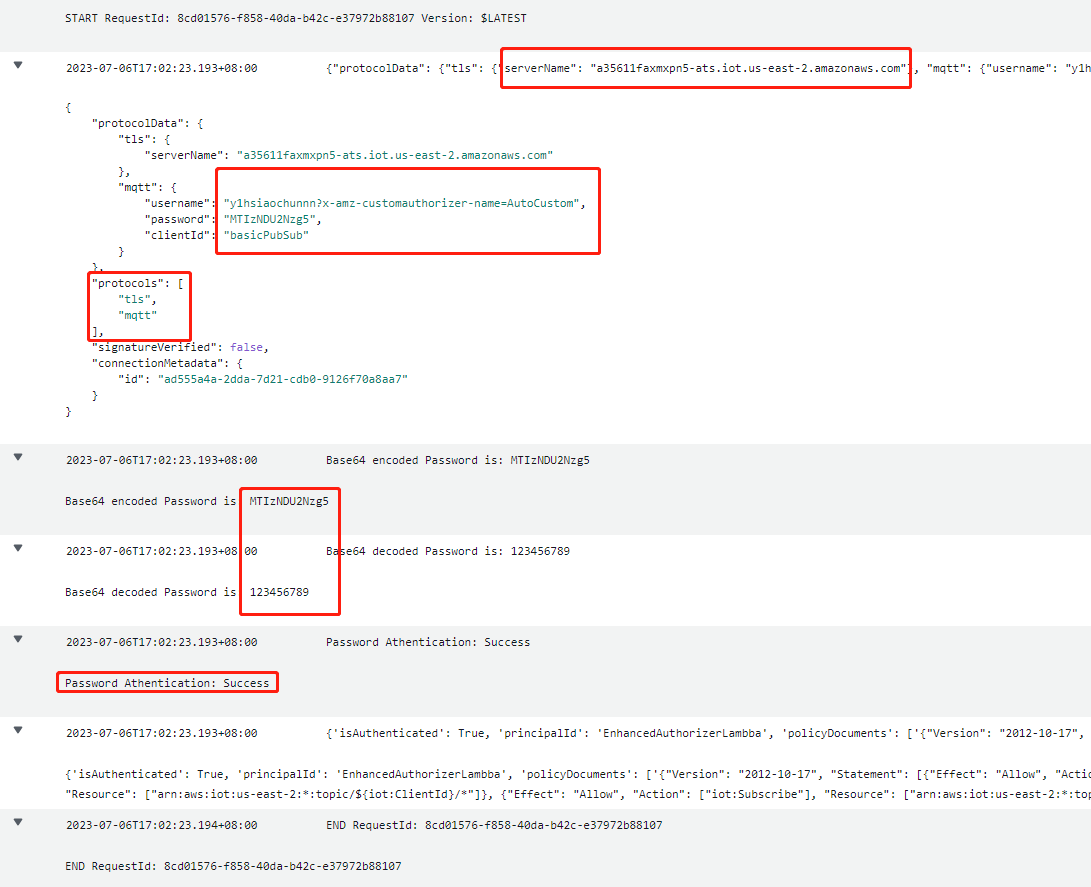 START RequestId: 8cd01576-f858-40da-b42c-e37972b88107 Version: $LATEST
2023-07-06T17:02:23.193+08:00 {"protocolData": {"tls": {"serverName": "a35611faxmxpn5-ats.iot.us-east-2.amazonaws.com"}, "mqtt": {"username": "y1h
{
"protocolData": {
"tls": {
"serverName": "a35611faxmxpn5-ats.iot.us-east-2.amazonaws.com"
},
"mqtt": {
"username": "y1hsiaochunnn?x-amz-customauthorizer-name=AutoCustom",
"password": "MTIzNDU2Nzg5",
"clientId": "basicPubSub"
}
},
"protocols": [
"tls",
"mqtt"
],
"signatureVerified": false,
"connectionMetadata": {
"id": "ad555a4a-2dda-7d21-cdb0-9126f70a8aa7"
}
}
2023-07-06T17:02:23.193+08:00 Base64 encoded Password is: MTIzNDU2Nzg5
Base64 encoded Password is MTIzNDU2Nzg5
2023-07-06T17:02:23.193+08:00 Base64 decoded Password is: 123456789
Base64 decoded Password is 123456789
2023-07-06T17:02:23.193+08:00 Password Athentication: Success
Password Athentication: Success
2023-07-06T17:02:23.193+08:00 {'isAuthenticated': True, 'principalId': 'EnhancedAuthorizerLambba', 'policyDocuments': ['{"Version": "2012-10-17",
{'isAuthenticated': True, 'principalId': 'EnhancedAuthorizerLambba', 'policyDocuments': ['{"Version": "2012-10-17", "Statement": [{"Effect": "Allow", "Actio
"Resource": ["arn:aws:iot:us-east-2:*:topic/${iot:ClientId}/*"]}, {"Effect": "Allow", "Action": ["iot:Subscribe"], "Resource": ["arn:aws:iot:us-east-2:*:top
2023-07-06T17:02:23.194+08:00 END RequestId: 8cd01576-f858-40da-b42c-e37972b88107
END RequestId: 8cd01576-f858-40da-b42c-e37972b88107